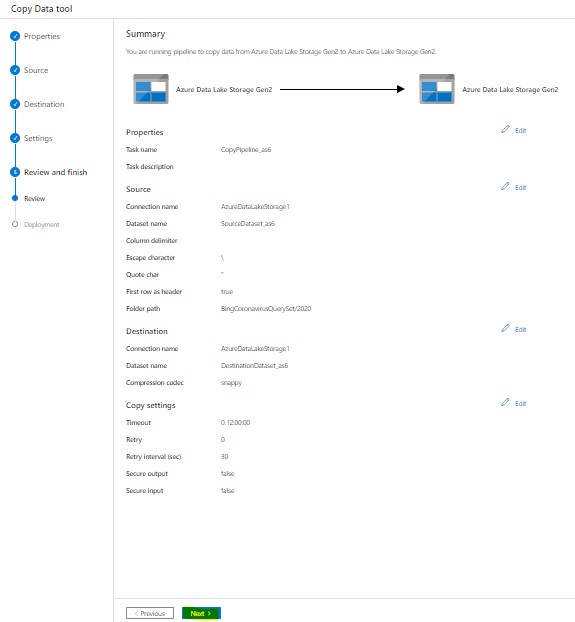 Copy Data tool
Properties
Source
Destination
Settings
Review and finish
Review
Deployment
Summary
You are running pipeline to copy data from Azure Data Lake Storage Gen2 to Azure Data Lake Storage Gen2.
Azure Data Lake Storage Gen2
Azure Data Lake Storage Gen2
Properties
Edit
Task name
CopyPipeline_as6
Task description
Source
Edit
Connection name
AzureDataLakeStorage1
Dataset name
SourceDataset_as6
Column delimiter
Escape character
\
Quote char
"
First row as header
true
Folder path
BingCoronavirusQuerySet/2020
Destination
Edit
Connection name
AzureDataLakeStorage1
Dataset name
DestinationDataset_as6
Compression codec
snappy
Copy settings
Edit
Timeout
0.12:00:00
Retry
0
Retry interval (sec)
30
Secure output
false
Secure input
false
< Previous
Next >